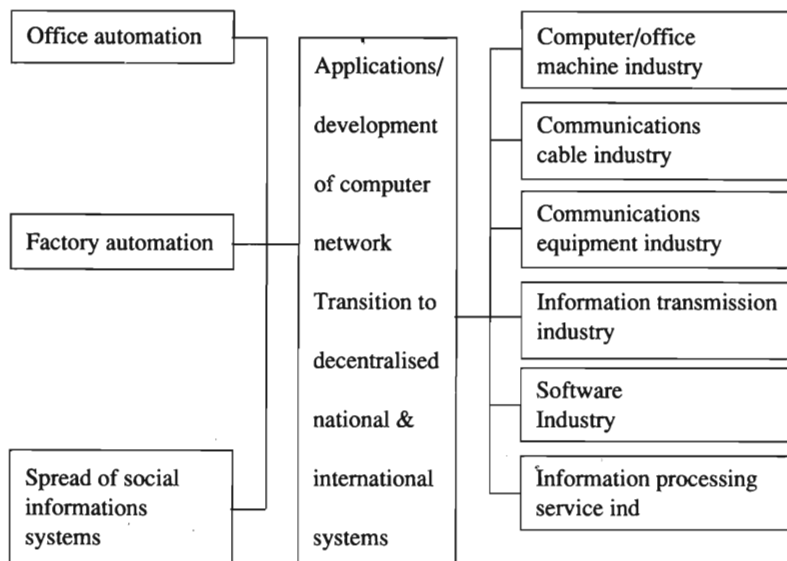 Office automation
Factory automation
Spread of social
informations
systems
Applications/
development
of computer
network
Transition to
decentralised
national &
international
systems
Computer/office
machine industry
Communications
cable industry
Communications
equipment industry
Information transmission
industry
Software
Industry
Information processing
service ind